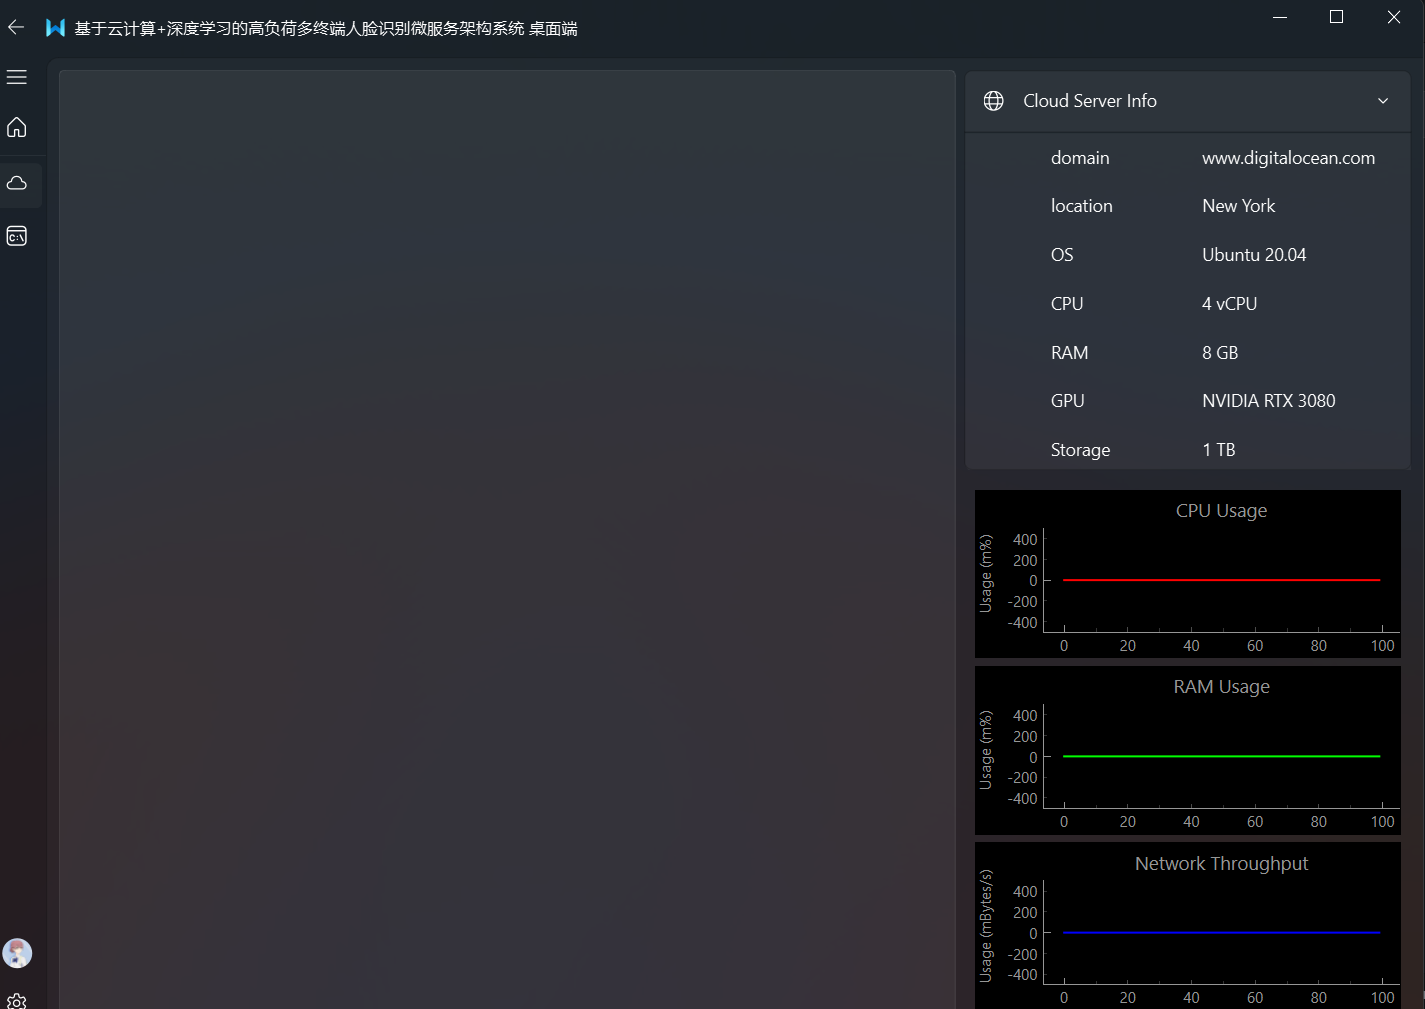 基于云计算+深度学习的高负荷多终端人脸识别微服务架构系统 桌面端
Cloud Server Info
domain www.digitalocean.com
location New York
OS Ubuntu 20.04
CPU 4 vCPU
RAM 8 GB
GPU NVIDIA RTX 3080
Storage 1 TB
C:\
CPU Usage
Usage (m%)
400
200
0
-200
-400
0 20 40 60 80 100
RAM Usage
Usage (m%)
400
200
0
-200
-400
0 20 40 60 80 100
Network Throughput
Usage (mBytes/s)
400
200
0
-200
-400
0 20 40 60 80 100